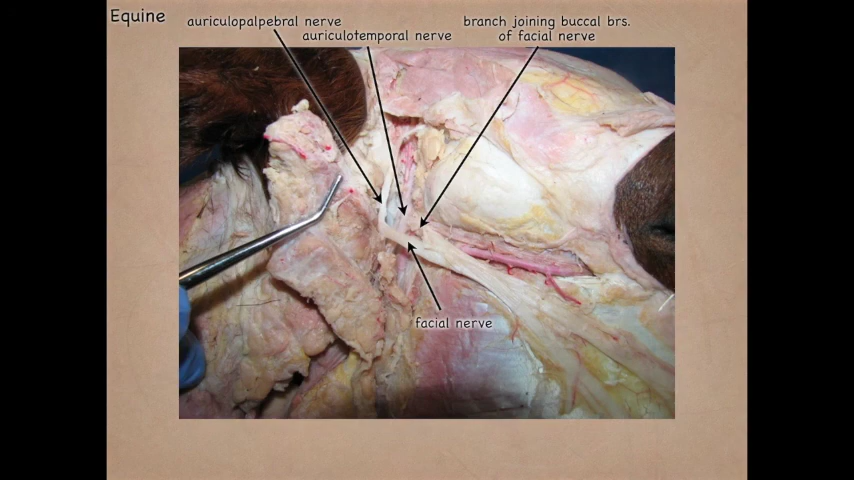 Equine
auriculopalpebral nerve
auriculotemporal nerve
branch joining buccal brs.
of facial nerve
facial nerve